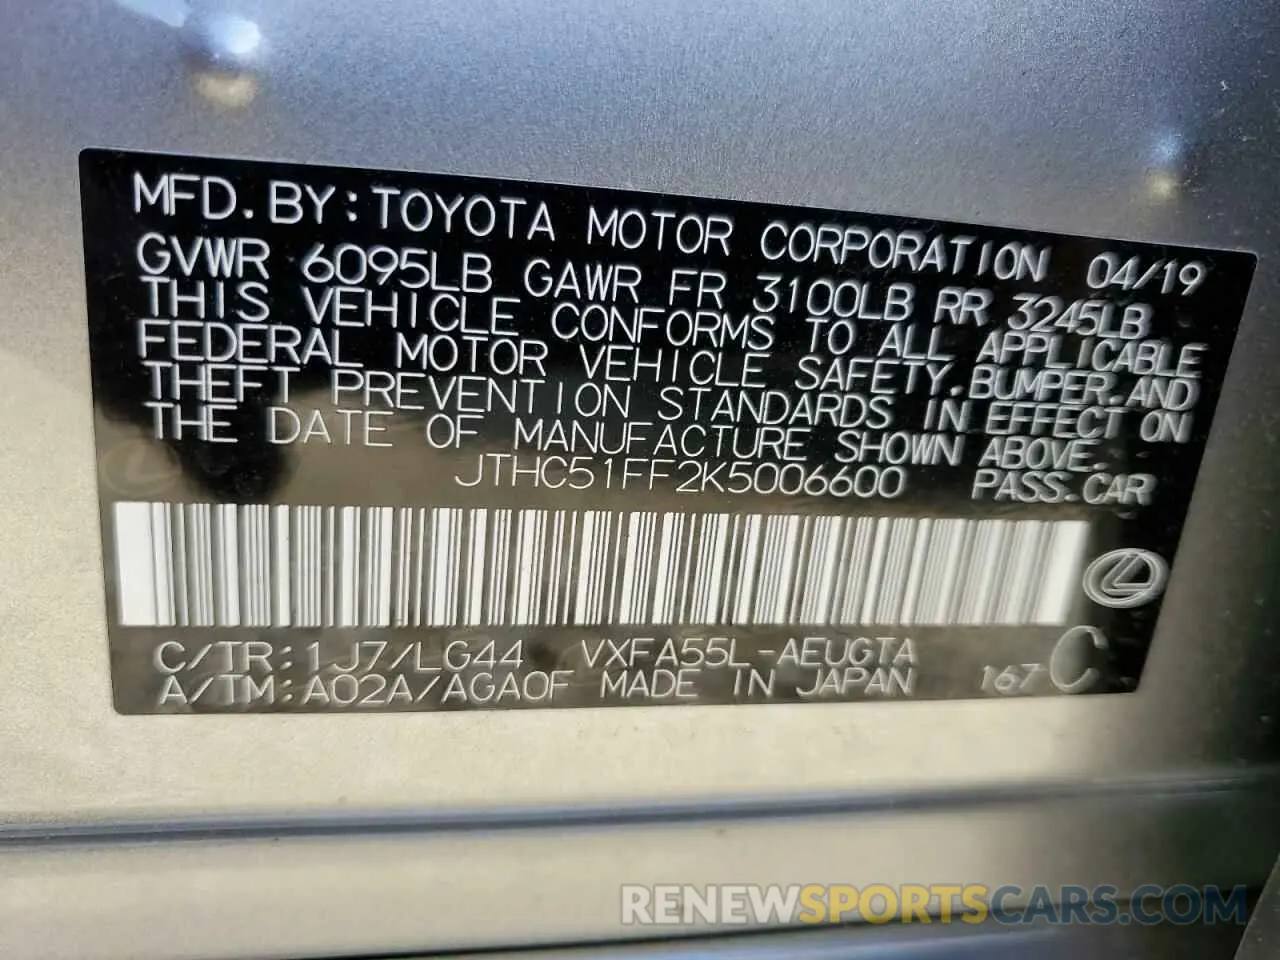 MFD. BY: TOYOTA MOTOR CORPORATION 04/19
GVWR 6095LB GAWR FR 3100LB RR 3245LB
THIS VEHICLE CONFORMS TO ALL APPLICABLE
FEDERAL MOTOR VEHICLE SAFETY, BUMPER, AND
THEFT PREVENTION STANDARDS IN EFFECT ON
THE DATE OF MANUFACTURE SHOWN ABOVE.
JTHC51FF2K5006600 PASS. CAR
C/TR: 1J7/LG44 VXFA55L-AEUGTA
A/TM: A02A/AGA0F MADE IN JAPAN 167 C
RENEWSPORTSCARS.COM